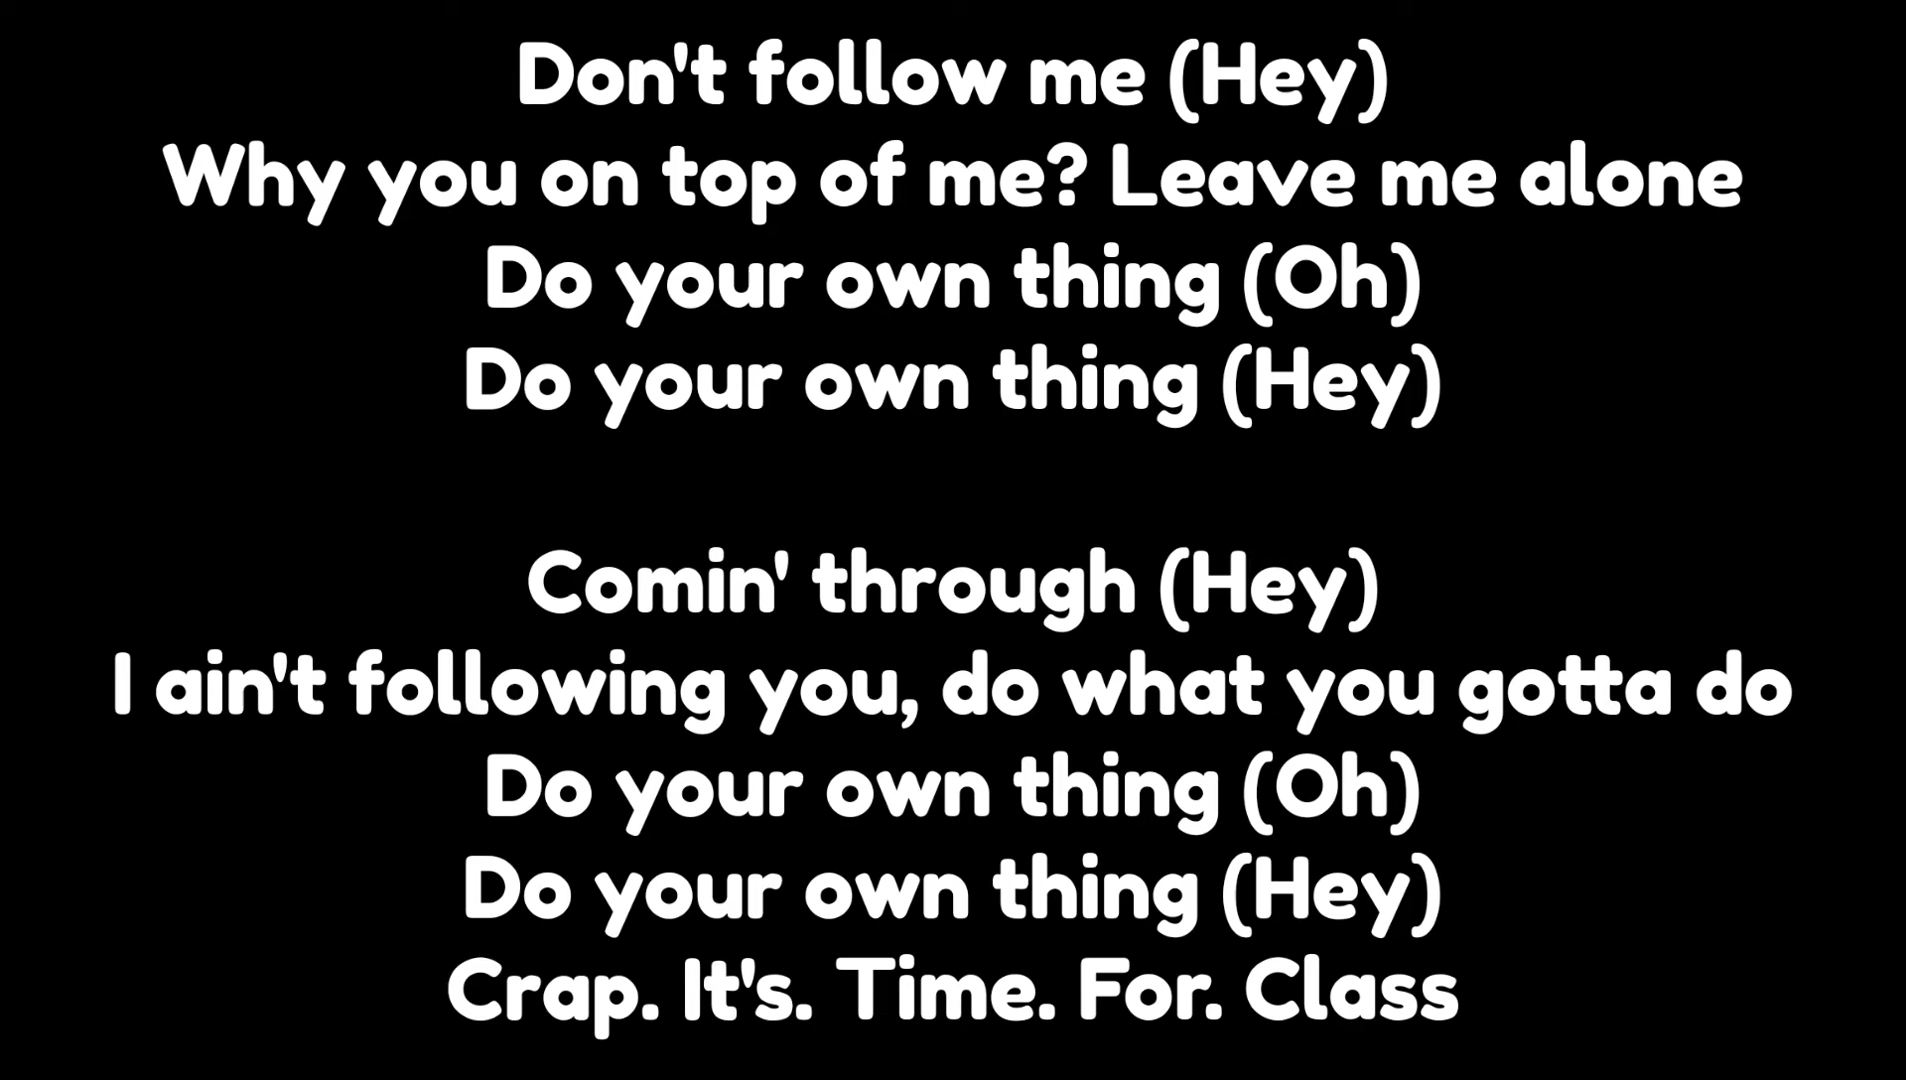 Don't follow me (Hey)
Why you on top of me? Leave me alone
Do your own thing (Oh)
Do your own thing (Hey)
Comin' through (Hey)
I ain't following you, do what you gotta do
Do your own thing (Oh)
Do your own thing (Hey)
Crap. It's. Time. For. Class